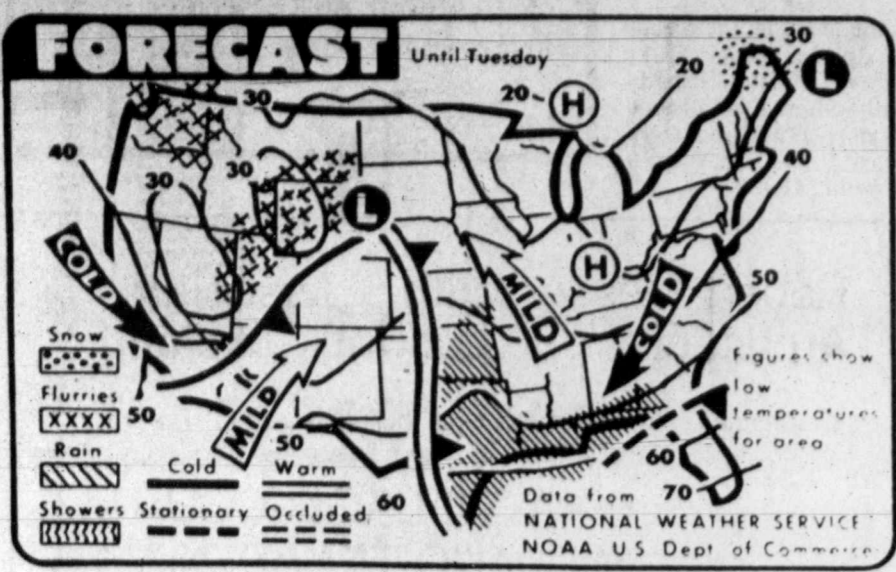 FORECAST
Until Tuesday
30
20
H
20
30
L
40
30
30
30
40
L
H
COLD
MILD
COLD
50
MILD
50
50
60
60
70
Snow
Flurries
XXXX
Rain
Showers
Cold
Warm
Stationary
Occluded
Figures show
low
temperatures
for area
Data from
NATIONAL WEATHER SERVICE
NOAA U S Dept of Commerce